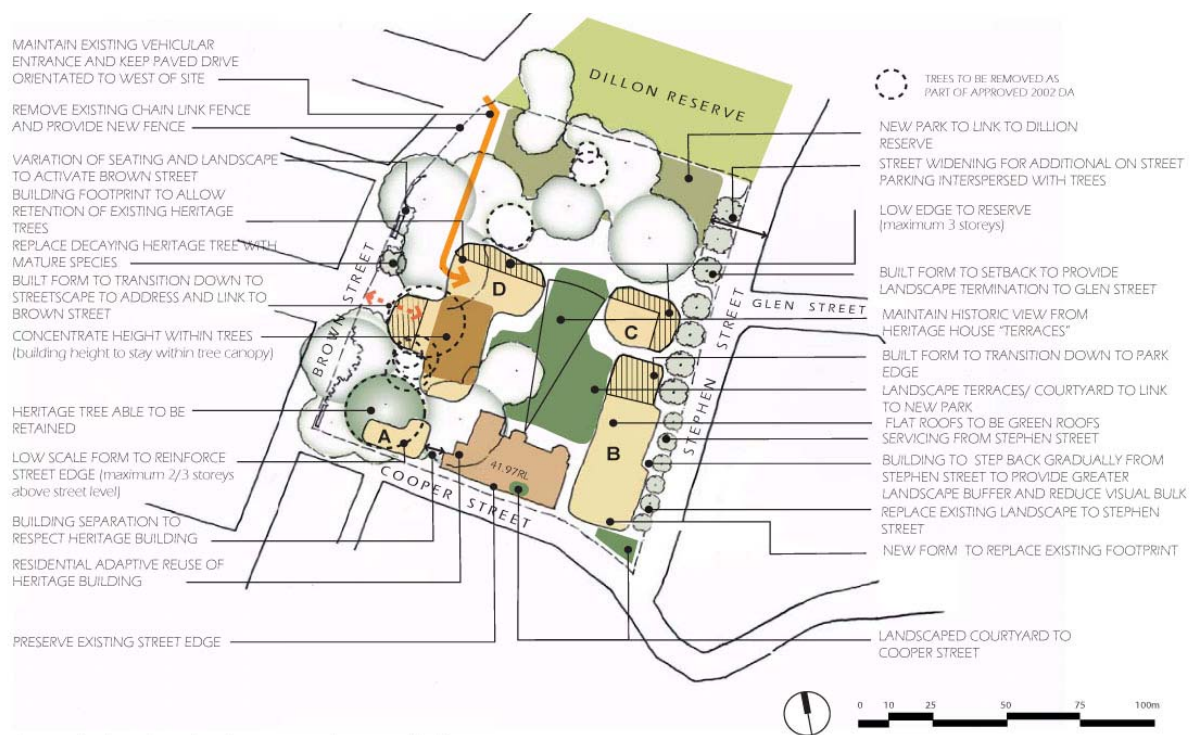 MAINTAIN EXISTING VEHICULAR
ENTRANCE AND KEEP PAVED DRIVE
ORIENTATED TO WEST OF SITE
REMOVE EXISTING CHAIN LINK FENCE
AND PROVIDE NEW FENCE
VARIATION OF SEATING AND LANDSCAPE
TO ACTIVATE BROWN STREET
BUILDING FOOTPRINT TO ALLOW
RETENTION OF EXISTING HERITAGE
TREES
REPLACE DECAYING HERITAGE TREE WITH
MATURE SPECIES
BUILT FORM TO TRANSITION DOWN TO
STREETSCAPE TO ADDRESS AND LINK TO
BROWN STREET
CONCENTRATE HEIGHT WITHIN TREES
(building height to stay within tree canopy)
HERITAGE TREE ABLE TO BE
RETAINED
LOW SCALE FORM TO REINFORCE
STREET EDGE (maximum 2/3 storeys
above street level)
BUILDING SEPARATION TO
RESPECT HERITAGE BUILDING
RESIDENTIAL ADAPTIVE REUSE OF
HERITAGE BUILDING
PRESERVE EXISTING STREET EDGE
DILLON RESERVE
BROWN STREET
D
C
A
B
41.97RL
COOPER STREET
STEPHEN STREET
GLEN STREET
TREES TO BE REMOVED AS
PART OF APPROVED 2002 DA
NEW PARK TO LINK TO DILLION
RESERVE
STREET WIDENING FOR ADDITIONAL ON STREET
PARKING INTERSPERSED WITH TREES
LOW EDGE TO RESERVE
(maximum 3 storeys)
BUILT FORM TO SETBACK TO PROVIDE
LANDSCAPE TERMINATION TO GLEN STREET
MAINTAIN HISTORIC VIEW FROM
HERITAGE HOUSE "TERRACES"
BUILT FORM TO TRANSITION DOWN TO PARK
EDGE
LANDSCAPE TERRACES/ COURTYARD TO LINK
TO NEW PARK
FLAT ROOFS TO BE GREEN ROOFS
SERVICING FROM STEPHEN STREET
BUILDING TO STEP BACK GRADUALLY FROM
STEPHEN STREET TO PROVIDE GREATER
LANDSCAPE BUFFER AND REDUCE VISUAL BULK
REPLACE EXISTING LANDSCAPE TO STEPHEN
STREET
NEW FORM TO REPLACE EXISTING FOOTPRINT
LANDSCAPED COURTYARD TO
COOPER STREET
0 10 25 50 75 100m